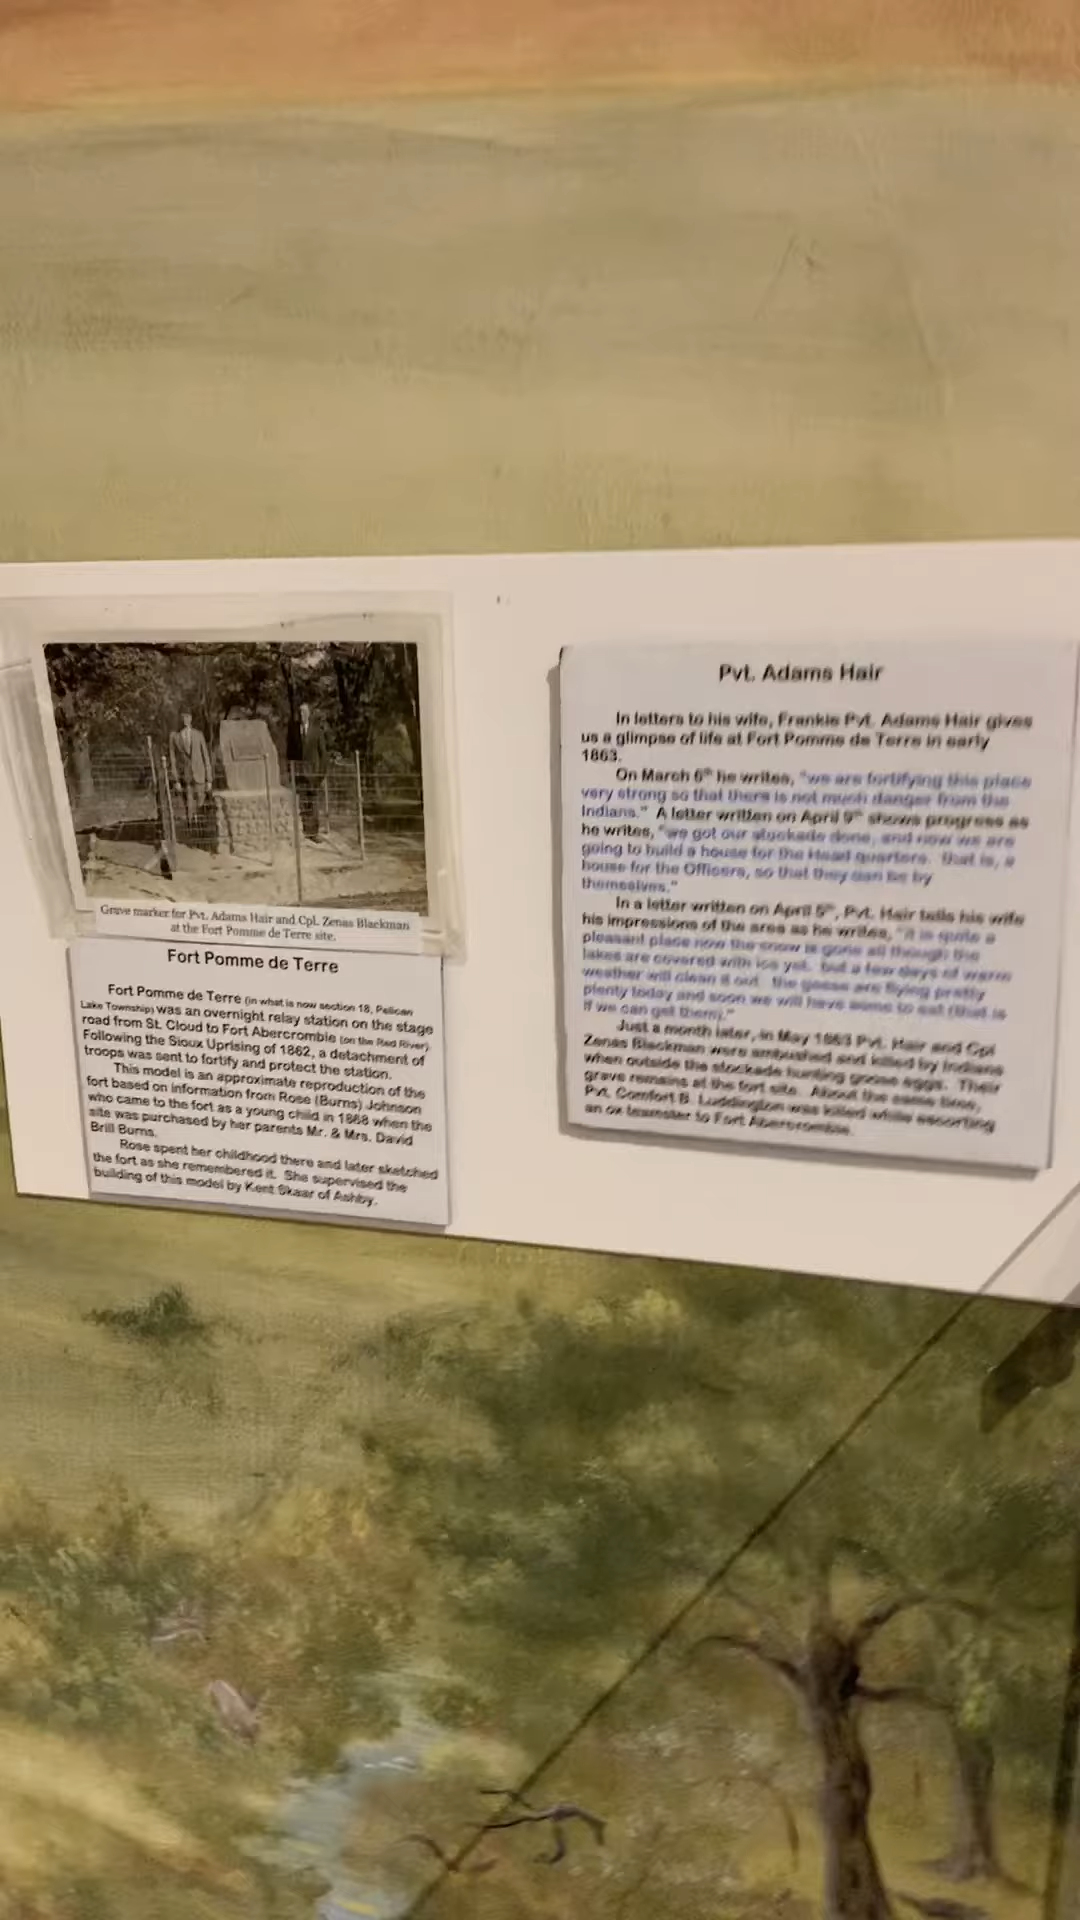 Grave marker for Pvt. Adams Hair and Cpl. Zenas Blackman
at the Fort Pomme de Terre site.
Fort Pomme de Terre
Fort Pomme de Terre (in what is now section 18, Pelican
Lake Township) was an overnight relay station on the stage
road from St. Cloud to Fort Abercrombie (on the Red River).
Following the Sioux Uprising of 1862, a detachment of
troops was sent to fortify and protect the station.
This model is an approximate reproduction of the
fort based on information from Rose (Burns) Johnson
who came to the fort as a young child in 1868 when the
site was purchased by her parents Mr. & Mrs. David
Brill Burns.
Rose spent her childhood there and later sketched
the fort as she remembered it. She supervised the
building of this model by Kent Skaar of Ashby.
Pvt. Adams Hair
In letters to his wife, Frankie Pvt. Adams Hair gives
us a glimpse of life at Fort Pomme de Terre in early
1863.
On March 6th he writes, "we are fortifying this place
very strong so that there is not much danger from the
Indians." A letter written on April 9th shows progress as
he writes, "we got our stockade done, and now we are
going to build a house for the Head quarters. that is, a
house for the Officers, so that they can be by
themselves."
In a letter written on April 5th, Pvt. Hair tells his wife
his impressions of the area as he writes, "it is quite a
pleasant place now the snow is gone all though the
lakes are covered with ice yet. but a few days of warm
weather will clean it out. the geese are flying pretty
plenty today and soon we will have some to eat (that is
if we can get them)."
Just a month later, in May 1863 Pvt. Hair and Cpl
Zenas Blackman were ambushed and killed by Indians
when outside the stockade hunting goose eggs. Their
grave remains at the fort site. About the same time,
Pvt. Comfort B. Luddington was killed while escorting
an ox teamster to Fort Abercrombie.